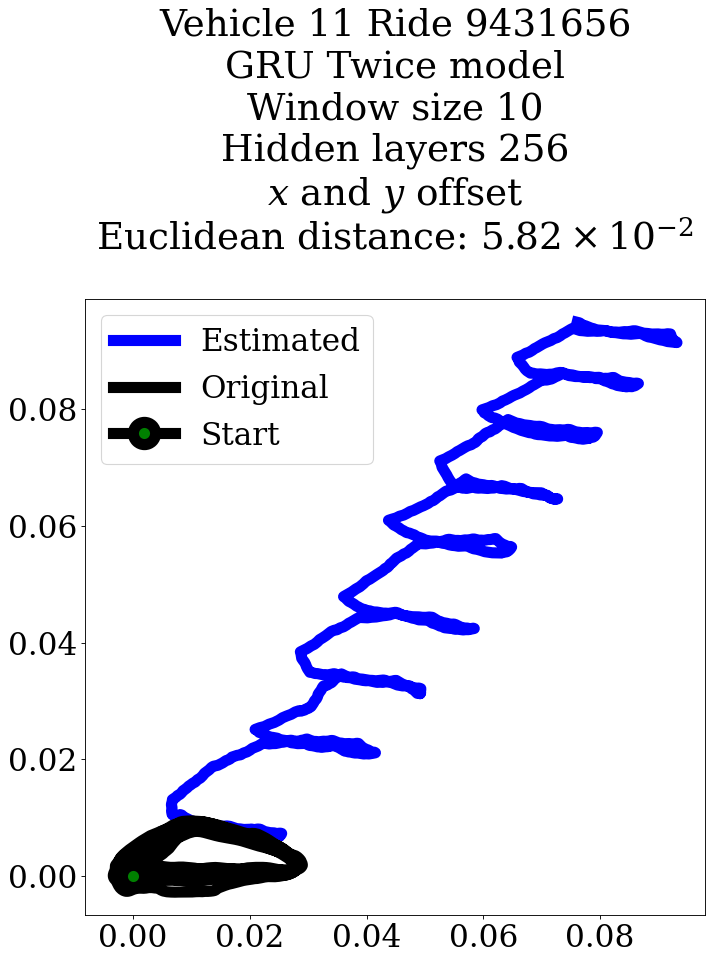 Vehicle 11 Ride 9431656
GRU Twice model
Window size 10
Hidden layers 256
x and y offset
Euclidean distance: 5.82 × 10⁻²
Estimated
Original
Start
0.08
0.06
0.04
0.02
0.00
0.00 0.02 0.04 0.06 0.08